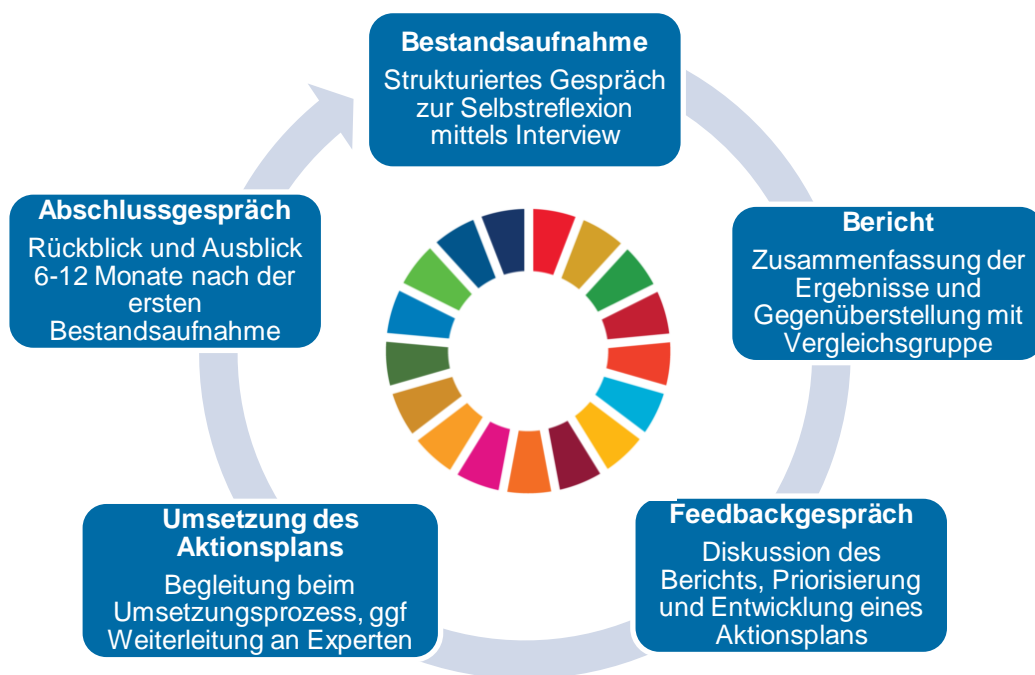 Bestandsaufnahme
Strukturiertes Gespräch
zur Selbstreflexion
mittels Interview
Bericht
Zusammenfassung der
Ergebnisse und
Gegenüberstellung mit
Vergleichsgruppe
Feedbackgespräch
Diskussion des
Berichts, Priorisierung
und Entwicklung eines
Aktionsplans
Umsetzung des
Aktionsplans
Begleitung beim
Umsetzungsprozess, ggf
Weiterleitung an Experten
Abschlussgespräch
Rückblick und Ausblick
6-12 Monate nach der
ersten
Bestandsaufnahme